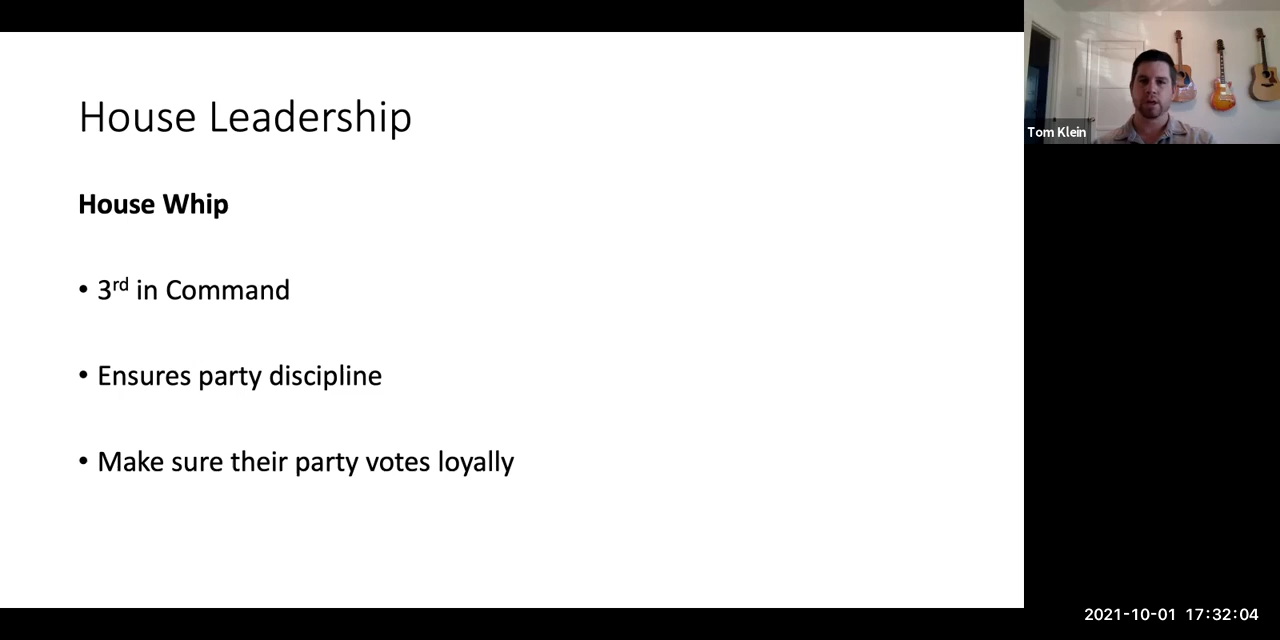 House Leadership
House Whip
• 3rd in Command
• Ensures party discipline
• Make sure their party votes loyally
Tom Klein
2021-10-01 17:32:04